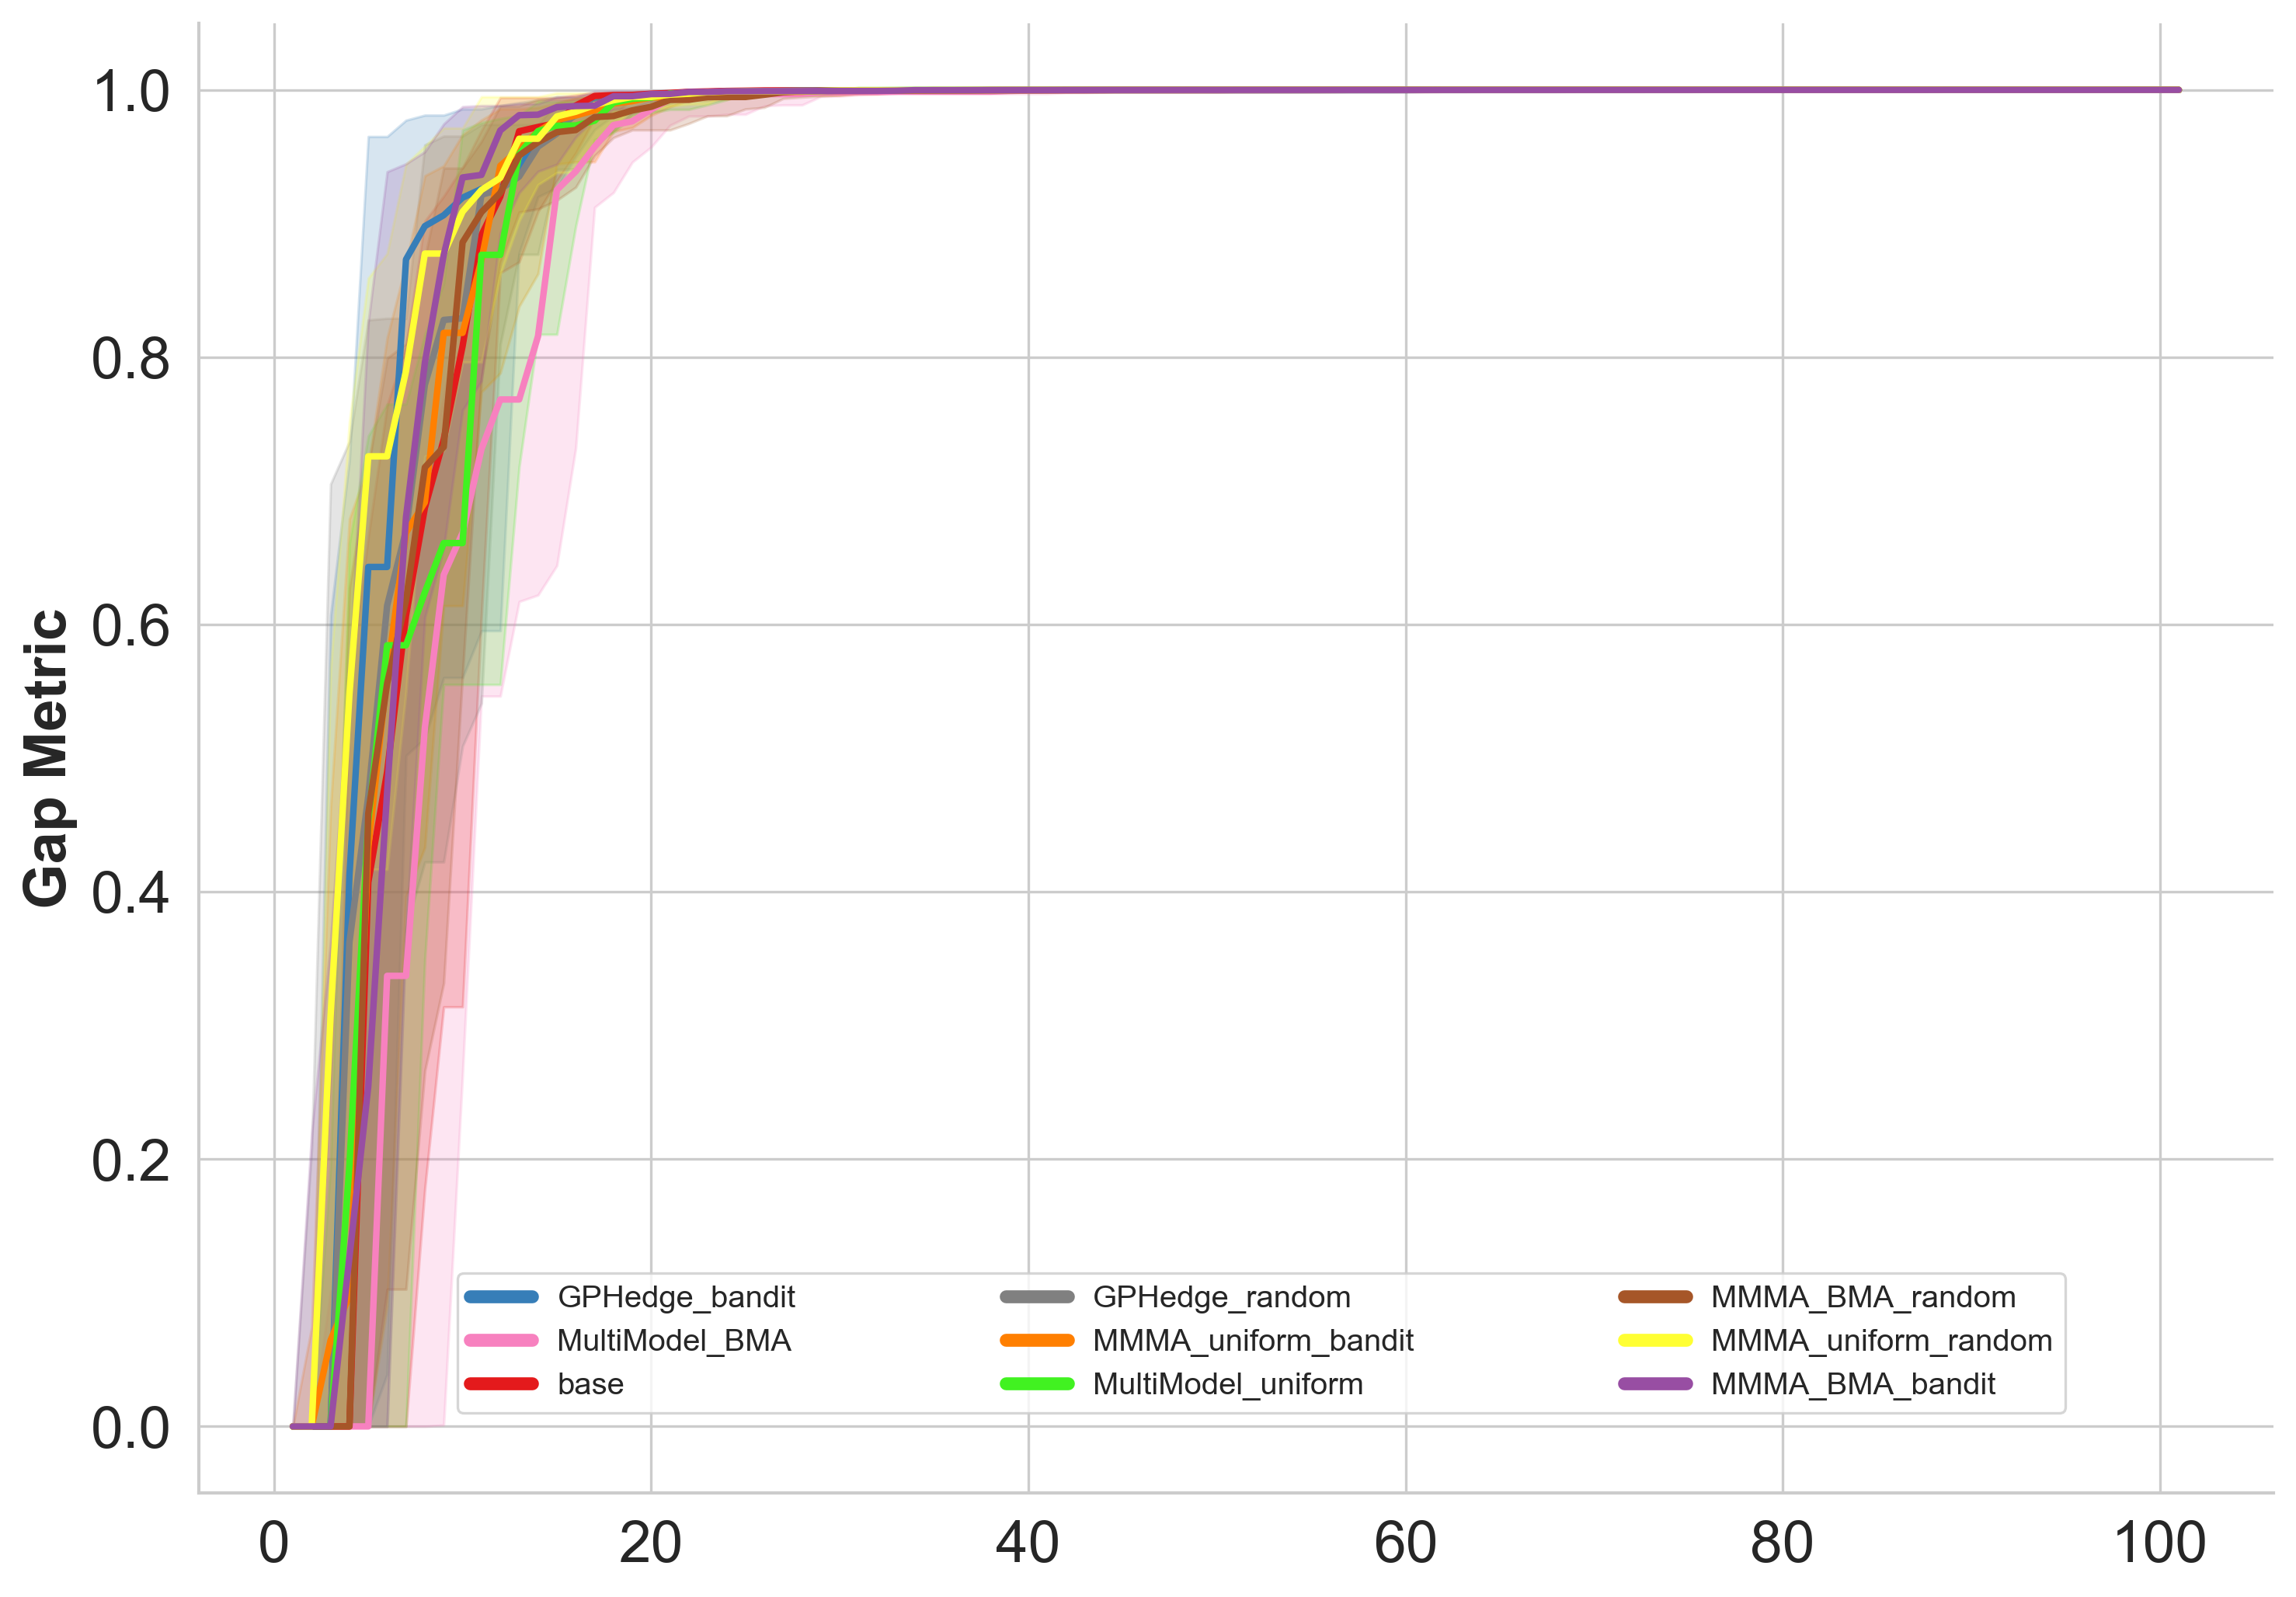 1.0
0.8
0.6
0.4
0.2
0.0
Gap Metric
GPHedge_bandit
MultiModel_BMA
base
GPHedge_random
MMMA_uniform_bandit
MultiModel_uniform
MMMA_BMA_random
MMMA_uniform_random
MMMA_BMA_bandit
0 20 40 60 80 100